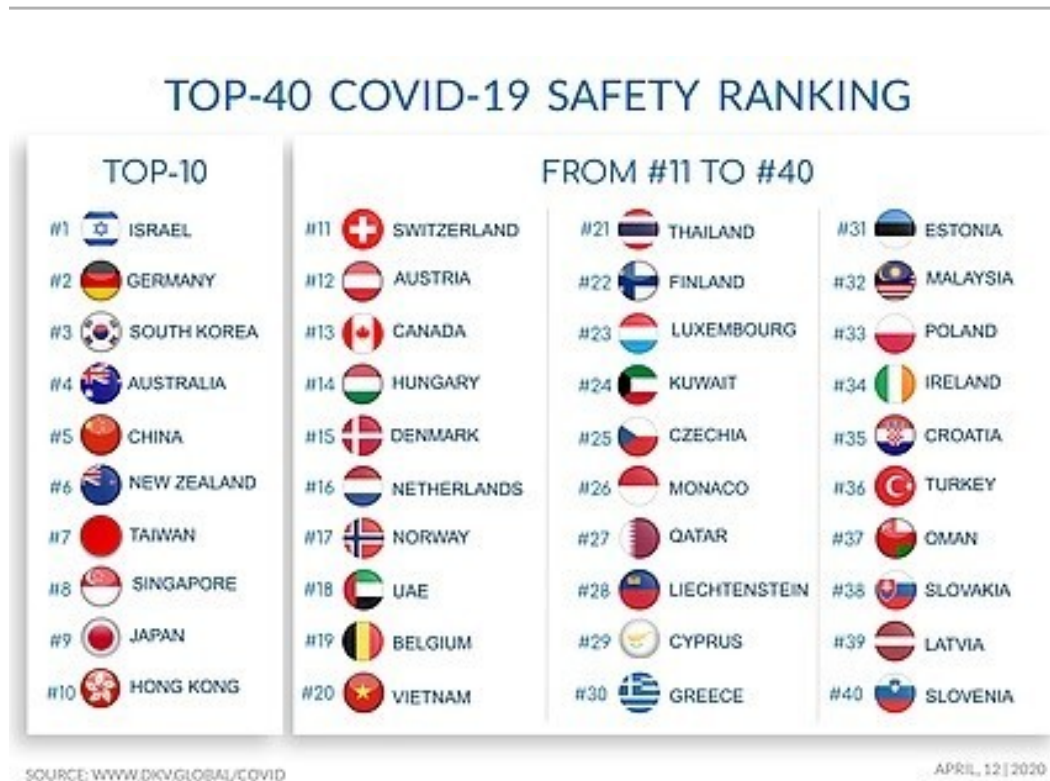 TOP-40 COVID-19 SAFETY RANKING
TOP-10
#1 ISRAEL
#2 GERMANY
#3 SOUTH KOREA
#4 AUSTRALIA
#5 CHINA
#6 NEW ZEALAND
#7 TAIWAN
#8 SINGAPORE
#9 JAPAN
#10 HONG KONG
FROM #11 TO #40
#11 SWITZERLAND
#12 AUSTRIA
#13 CANADA
#14 HUNGARY
#15 DENMARK
#16 NETHERLANDS
#17 NORWAY
#18 UAE
#19 BELGIUM
#20 VIETNAM
#21 THAILAND
#22 FINLAND
#23 LUXEMBOURG
#24 KUWAIT
#25 CZECHIA
#26 MONACO
#27 QATAR
#28 LIECHTENSTEIN
#29 CYPRUS
#30 GREECE
#31 ESTONIA
#32 MALAYSIA
#33 POLAND
#34 IRELAND
#35 CROATIA
#36 TURKEY
#37 OMAN
#38 SLOVAKIA
#39 LATVIA
#40 SLOVENIA
SOURCE: WWW.DKV.GLOBAL/COVID
APRIL, 12 | 2020